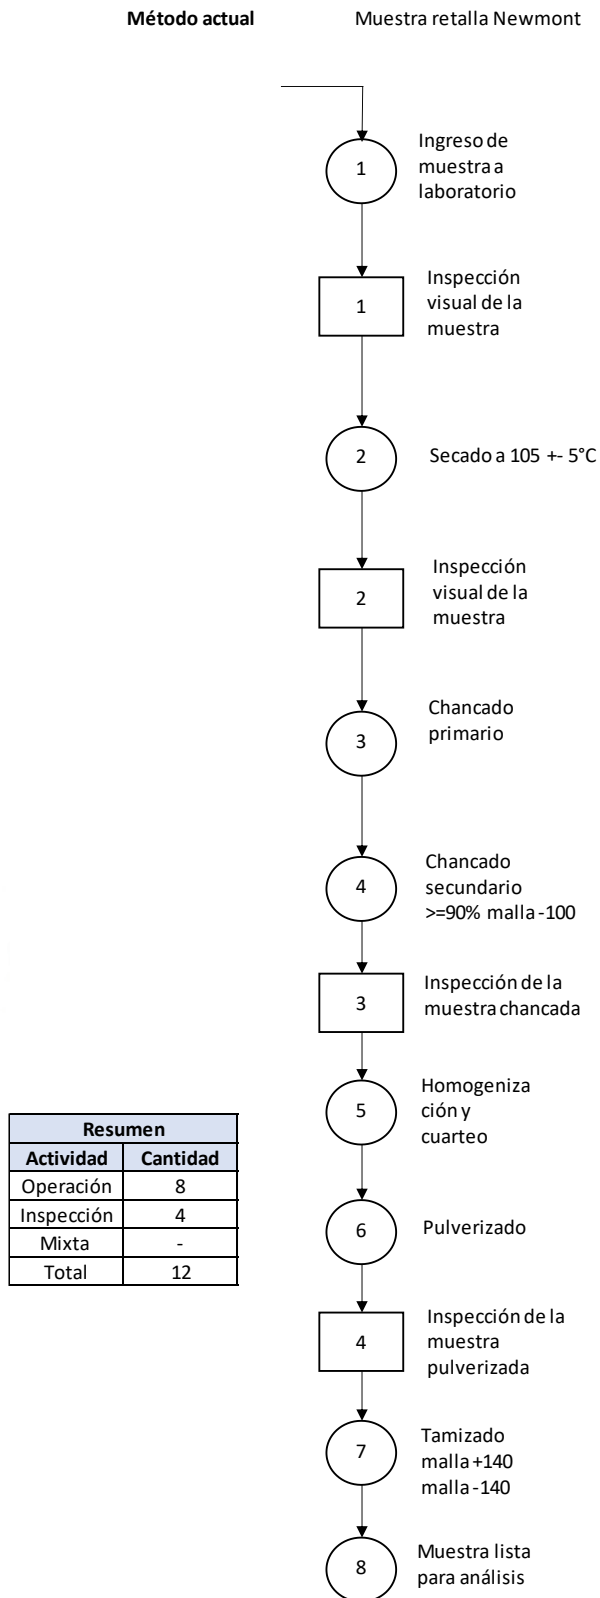 Método actual
Muestra retalla Newmont
1
Ingreso de
muestra a
laboratorio
1
Inspección
visual de la
muestra
2
Secado a 105 +- 5°C
2
Inspección
visual de la
muestra
3
Chancado
primario
4
Chancado
secundario
>=90% malla -100
3
Inspección de la
muestra chancada
5
Homogeniza
ción y
cuarteo
6
Pulverizado
4
Inspección de la
muestra
pulverizada
7
Tamizado
malla +140
malla -140
8
Muestra lista
para análisis
Resumen
Actividad Cantidad
Operación 8
Inspección 4
Mixta -
Total 12